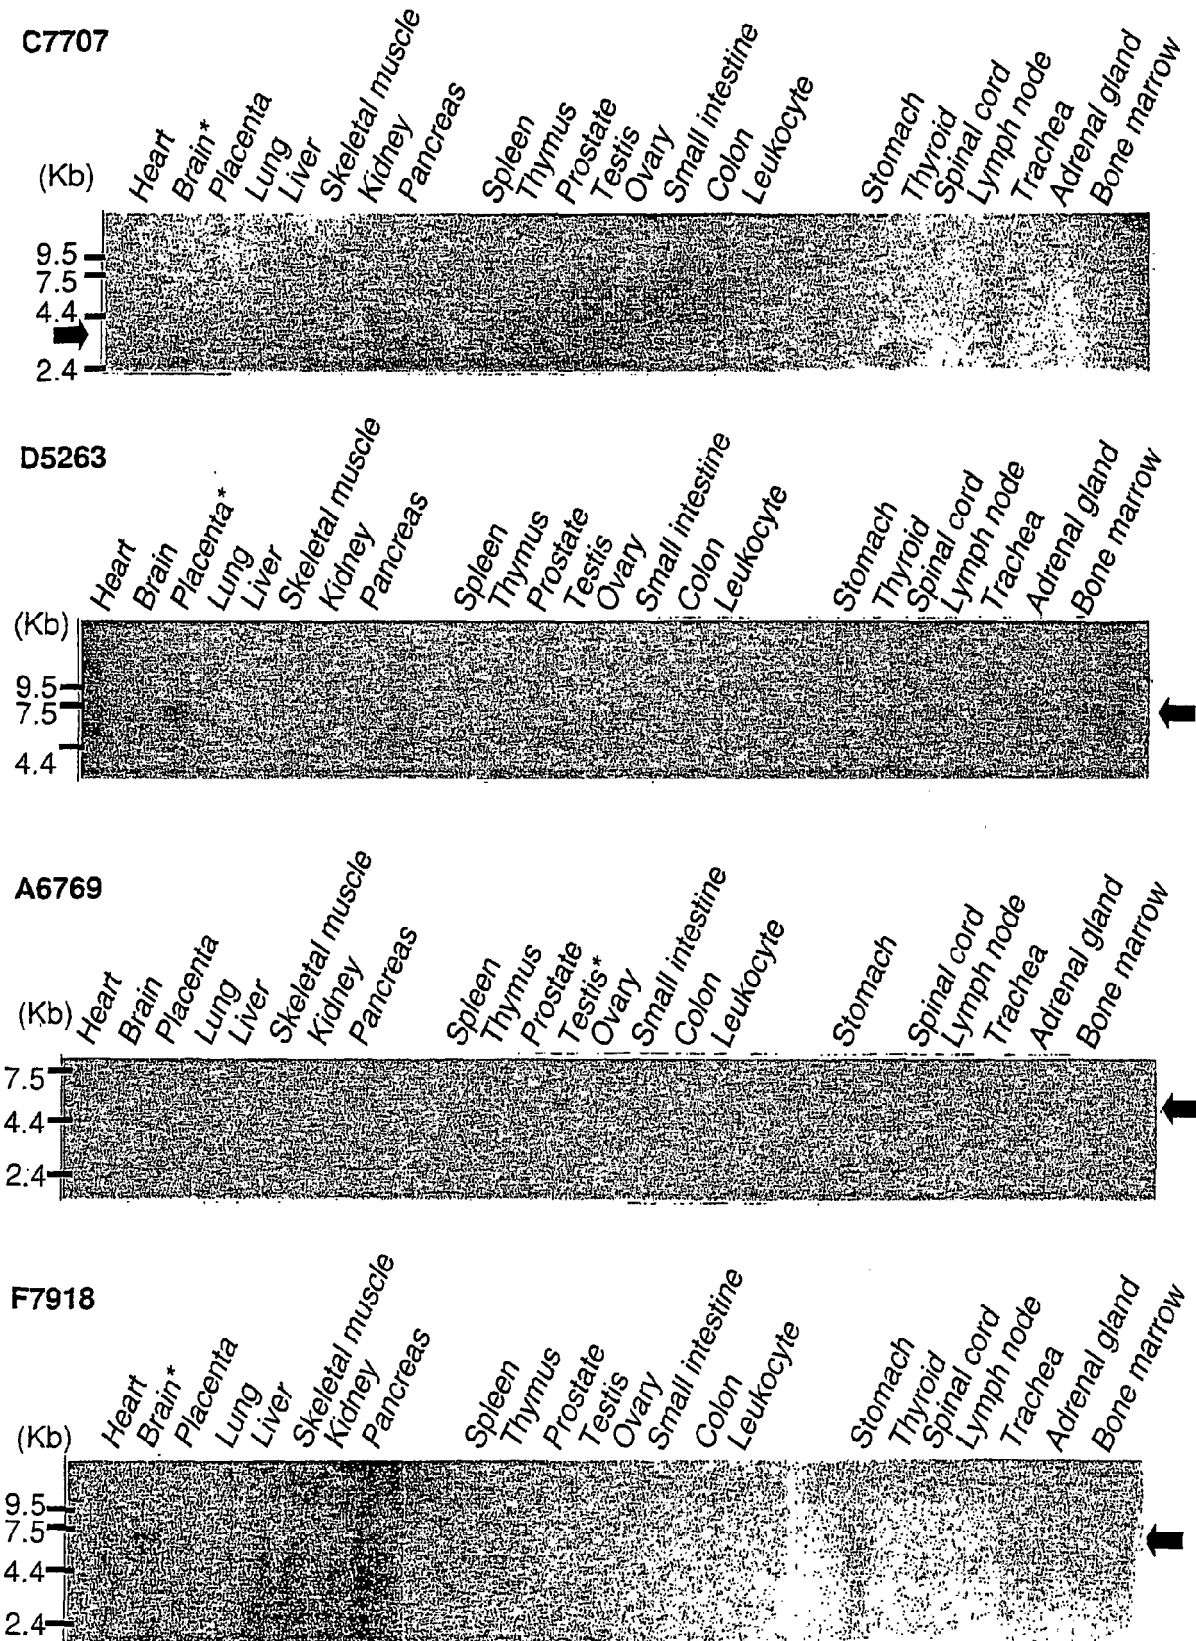 C7707
(Kb) Heart Brain* Placenta Lung Liver Skeletal muscle Kidney Pancreas Spleen Thymus Prostate Testis Ovary Small intestine Colon Leukocyte Stomach Thyroid Spinal cord Lymph node Trachea Adrenal gland Bone marrow
9.5
7.5
4.4
2.4
D5263
(Kb) Heart Brain Placenta* Lung Liver Skeletal muscle Kidney Pancreas Spleen Thymus Prostate Testis Ovary Small intestine Colon Leukocyte Stomach Thyroid Spinal cord Lymph node Trachea Adrenal gland Bone marrow
9.5
7.5
4.4
A6769
(Kb) Heart Brain Placenta Lung Liver Skeletal muscle Kidney Pancreas Spleen Thymus Prostate Testis* Ovary Small intestine Colon Leukocyte Stomach Spinal cord Lymph node Trachea Adrenal gland Bone marrow
7.5
4.4
2.4
F7918
(Kb) Heart Brain* Placenta Lung Liver Skeletal muscle Kidney Pancreas Spleen Thymus Prostate Testis Ovary Small intestine Colon Leukocyte Stomach Thyroid Spinal cord Lymph node Trachea Adrenal gland Bone marrow
9.5
7.5
4.4
2.4